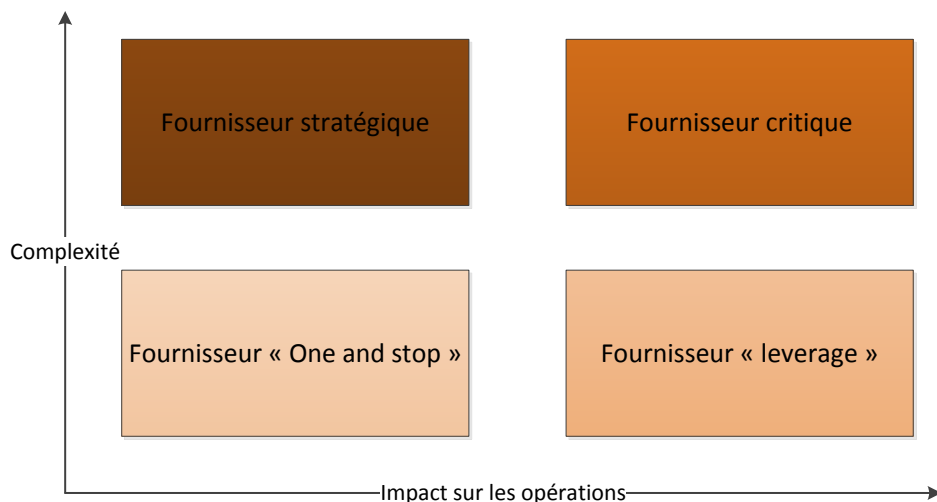 Fournisseur stratégique
Fournisseur critique
Complexité
Fournisseur « One and stop »
Fournisseur « leverage »
Impact sur les opérations